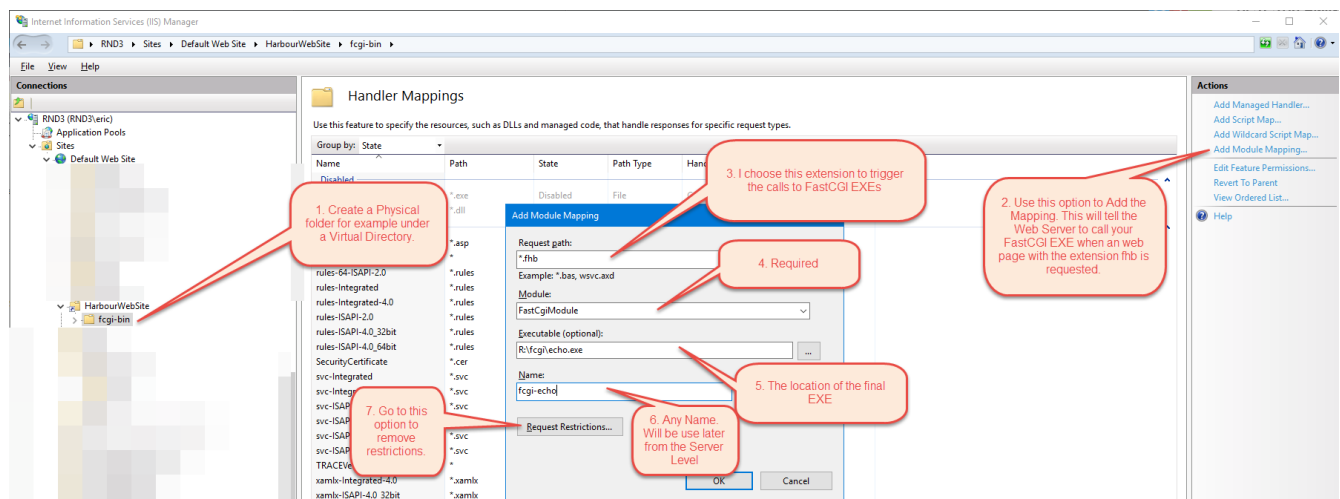 Internet Information Services (IIS) Manager
RND3 ▸ Sites ▸ Default Web Site ▸ HarbourWebSite ▸ fcgi-bin ▸
File View Help
Connections
RND3 (RND3\eric)
Application Pools
Sites
Default Web Site
HarbourWebSite
fcgi-bin
1. Create a Physical
folder for example under
a Virtual Directory.
Handler Mappings
Use this feature to specify the resources, such as DLLs and managed code, that handle responses for specific request types.
Group by: State
Name Path State Path Type
Disabled
*.exe Disabled File
*.dll
*.asp
*
rules-64-ISAPI-2.0 *.rules
rules-Integrated *.rules
rules-Integrated-4.0 *.rules
rules-ISAPI-2.0 *.rules
rules-ISAPI-4.0_32bit *.rules
rules-ISAPI-4.0_64bit *.rules
SecurityCertificate *.cer
svc-Integrated *.svc
*.svc
*.svc
*.svc
*.svc
*
xamlx-Integrated-4.0 *.xamlx
xamlx-ISAPI-4.0_32bit *.xamlx
7. Go to this
option to
remove
restrictions.
Add Module Mapping
Request path:
*.fhb
Example: *.bas, wsvc.axd
Module:
FastCgiModule
Executable (optional):
R:\fcgi\echo.exe
...
Name:
fcgi-echo
Request Restrictions...
OK Cancel
3. I choose this extension to trigger
the calls to FastCGI EXEs
4. Required
5. The location of the final
EXE
6. Any Name.
Will be use later
from the Server
Level
Actions
Add Managed Handler...
Add Script Map...
Add Wildcard Script Map...
Add Module Mapping...
Edit Feature Permissions...
Revert To Parent
View Ordered List...
Help
2. Use this option to Add the
Mapping. This will tell the
Web Server to call your
FastCGI EXE when an web
page with the extension fhb is
requested.